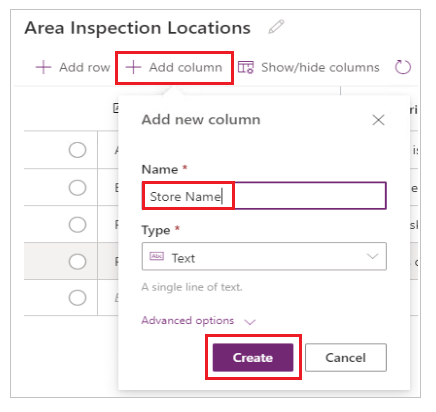 Area Inspection Locations
Add row
Add column
Show/hide columns
Add new column
Name *
Store Name
Type *
Abc
Text
A single line of text.
Advanced options
Create
Cancel